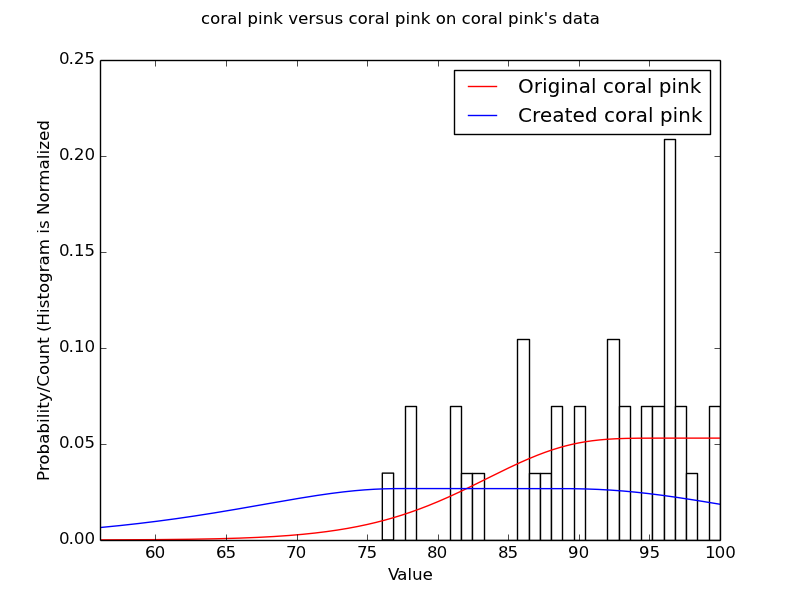 coral pink versus coral pink on coral pink's data
Original coral pink
Created coral pink
Probability/Count (Histogram is Normalized
0.25
0.20
0.15
0.10
0.05
0.00
60 65 70 75 80 85 90 95 100
Value